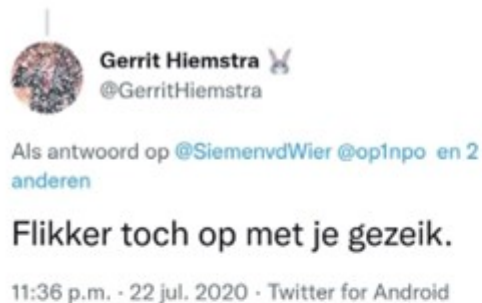 Gerrit Hiemstra 🐰
@GerritHiemstra
Als antwoord op @SiemenvdWier @op1npo en 2
anderen
Flikker toch op met je gezeik.
11:36 p.m. · 22 jul. 2020 · Twitter for Android